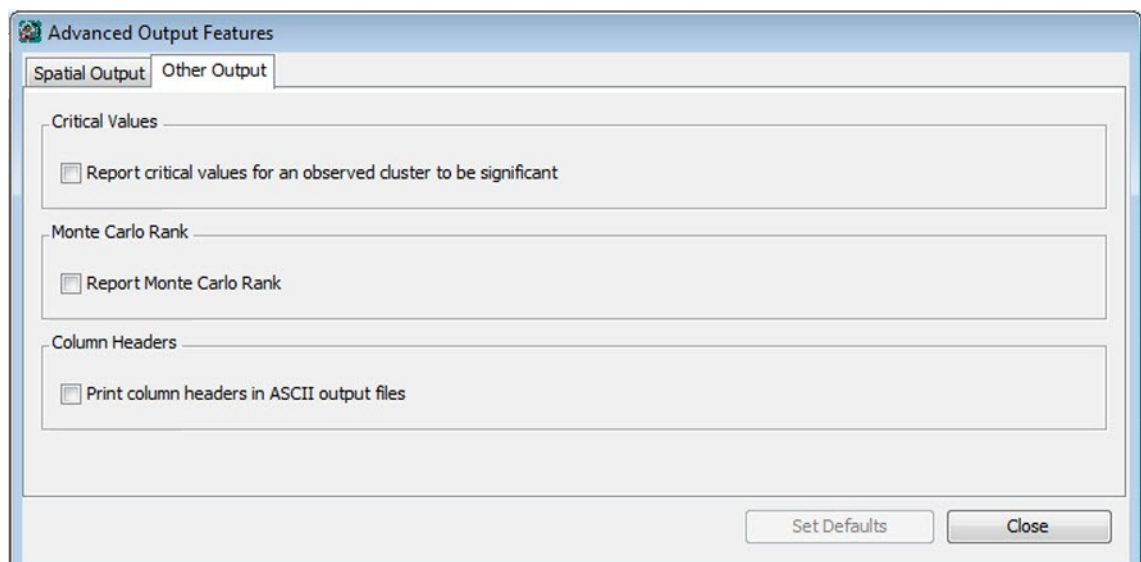 Advanced Output Features
Spatial Output
Other Output
Critical Values
Report critical values for an observed cluster to be significant
Monte Carlo Rank
Report Monte Carlo Rank
Column Headers
Print column headers in ASCII output files
Set Defaults
Close